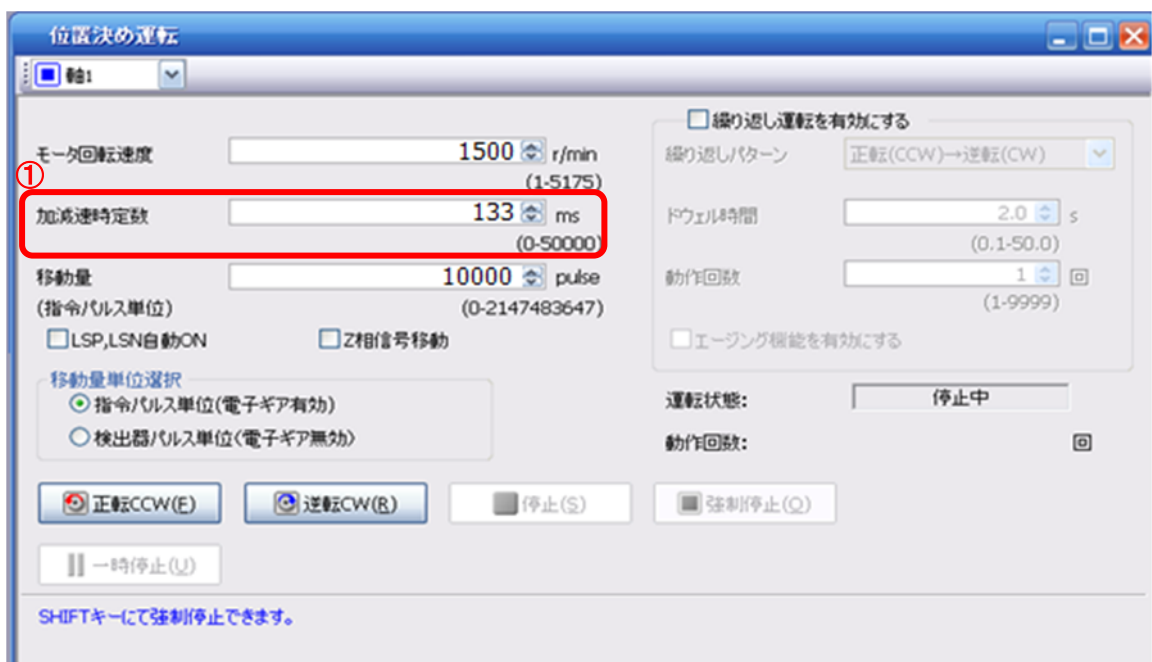 位置決め運転
軸1
モータ回転速度
1500 r/min
(1-5175)
①
加減速時定数
133 ms
(0-50000)
移動量
10000 pulse
(指令パルス単位)
(0-2147483647)
LSP,LSN自動ON
Z相信号移動
移動量単位選択
指令パルス単位(電子ギア有効)
検出器パルス単位(電子ギア無効)
繰り返し運転を有効にする
繰り返しパターン
正転(CCW)→逆転(CW)
ドウェル時間
2.0 s
(0.1-50.0)
動作回数
1 回
(1-9999)
エージング機能を有効にする
運転状態:
停止中
動作回数:
回
正転CCW(F)
逆転CW(R)
停止(S)
強制停止(O)
一時停止(U)
SHIFTキーにて強制停止できます。